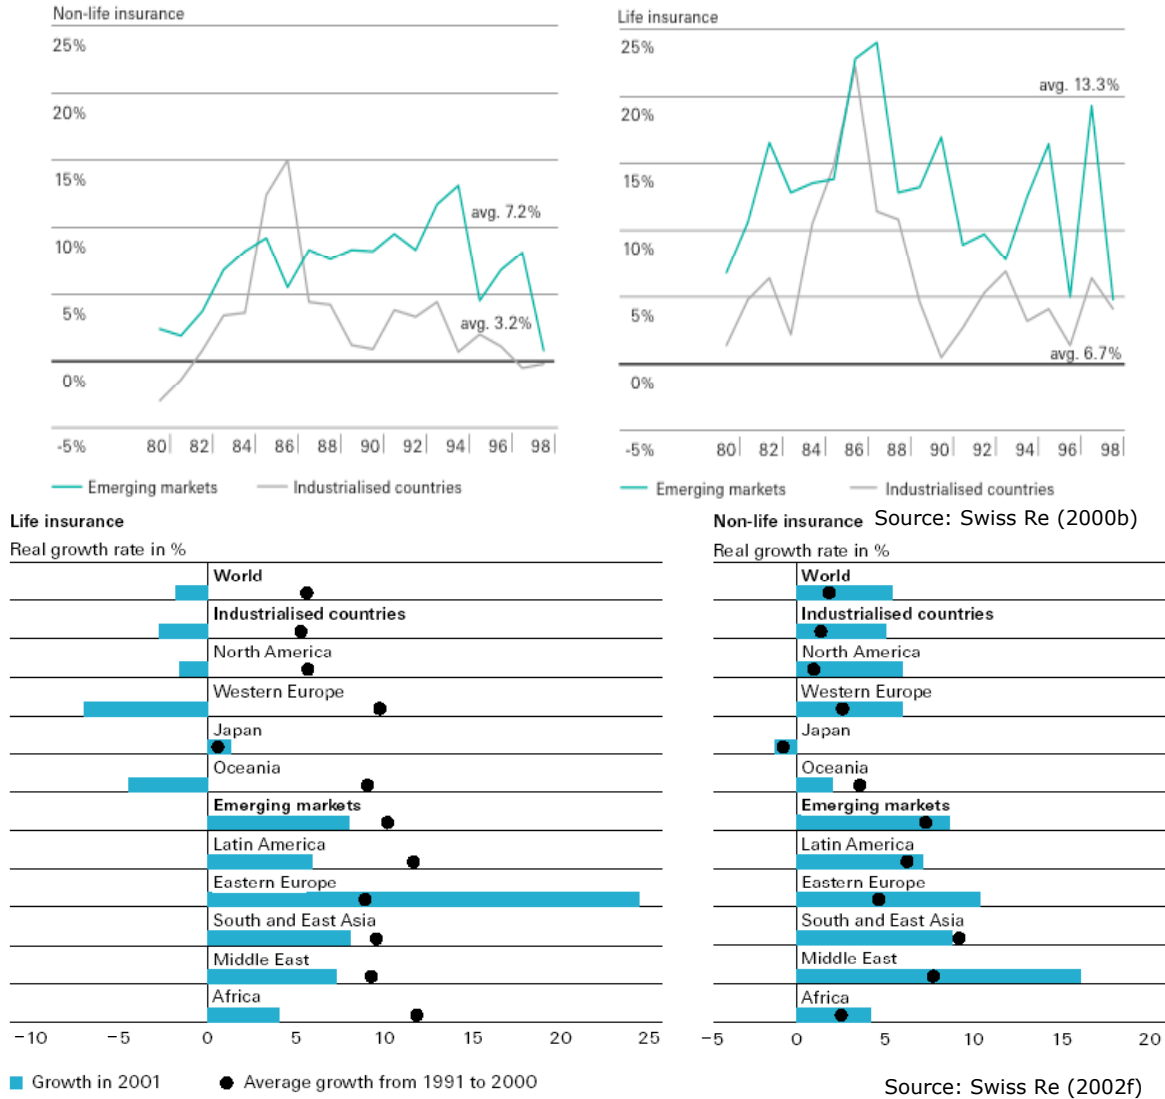 Non-life insurance
25%
20%
15%
avg. 7.2%
10%
5%
avg. 3.2%
0%
-5%
80 82 84 86 88 90 92 94 96 98
Emerging markets Industrialised countries
Life insurance
25%
avg. 13.3%
20%
15%
10%
5%
avg. 6.7%
0%
-5%
80 82 84 86 88 90 92 94 96 98
Emerging markets Industrialised countries
Source: Swiss Re (2000b)
Life insurance
Real growth rate in %
World
Industrialised countries
North America
Western Europe
Japan
Oceania
Emerging markets
Latin America
Eastern Europe
South and East Asia
Middle East
Africa
−10 −5 0 5 10 15 20 25
Growth in 2001 Average growth from 1991 to 2000
Non-life insurance
Real growth rate in %
World
Industrialised countries
North America
Western Europe
Japan
Oceania
Emerging markets
Latin America
Eastern Europe
South and East Asia
Middle East
Africa
−5 0 5 10 15 20
Source: Swiss Re (2002f)